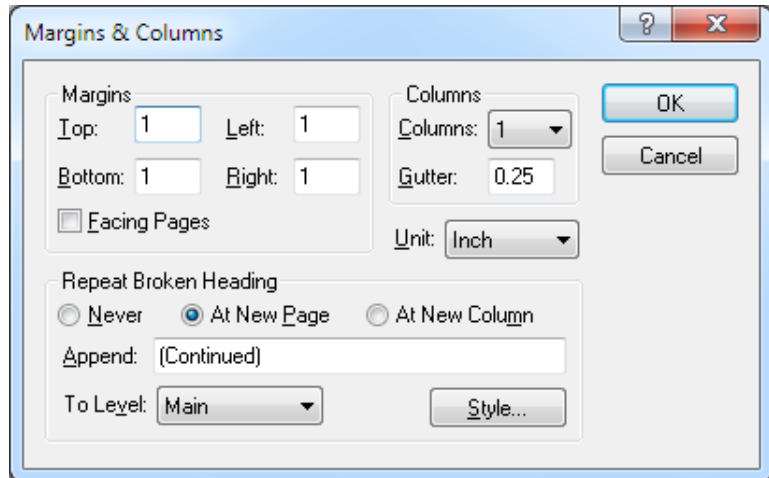 Margins & Columns
Margins
Top: 1 Left: 1
Bottom: 1 Right: 1
Facing Pages
Columns
Columns: 1
Gutter: 0.25
Unit: Inch
OK
Cancel
Repeat Broken Heading
Never At New Page At New Column
Append: (Continued)
To Level: Main Style...